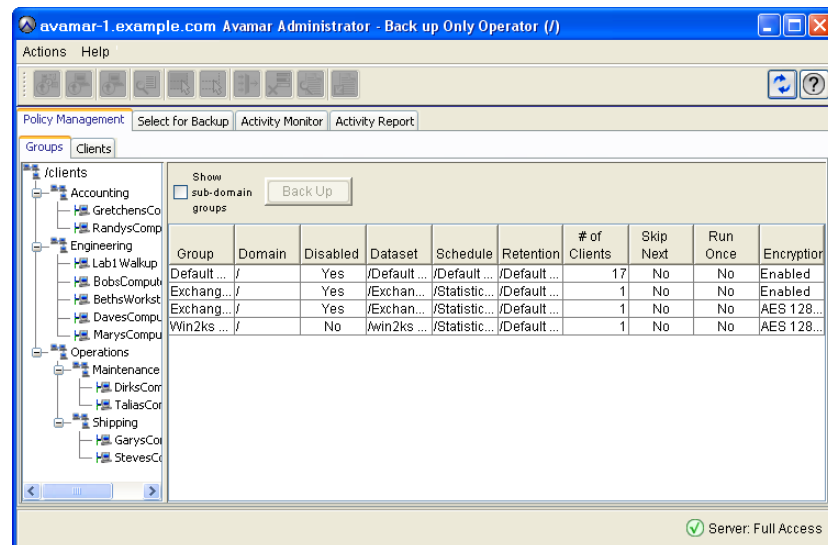 avamar-1.example.com Avamar Administrator - Back up Only Operator (/)
Actions Help
Policy Management Select for Backup Activity Monitor Activity Report
Groups Clients
/clients
Accounting
GretchensCo
RandysComp
Engineering
Lab1Walkup
BobsComput
BethsWorkst
DavesCompu
MarysCompu
Operations
Maintenance
DirksCom
TaliasCor
Shipping
GarysCo
StevesC
Show
sub-domain
groups
Back Up
Group Domain Disabled Dataset Schedule Retention # of Clients Skip Next Run Once Encryption
Default ... / Yes /Default ... /Default ... /Default ... 17 No No Enabled
Exchang... / Yes /Exchan... /Statistic... /Default ... 1 No No Enabled
Exchang... / Yes /Exchan... /Statistic... /Default ... 1 No No AES 128...
Win2ks ... / No /win2ks ... /Statistic... /Default ... 1 No No AES 128...
Server: Full Access